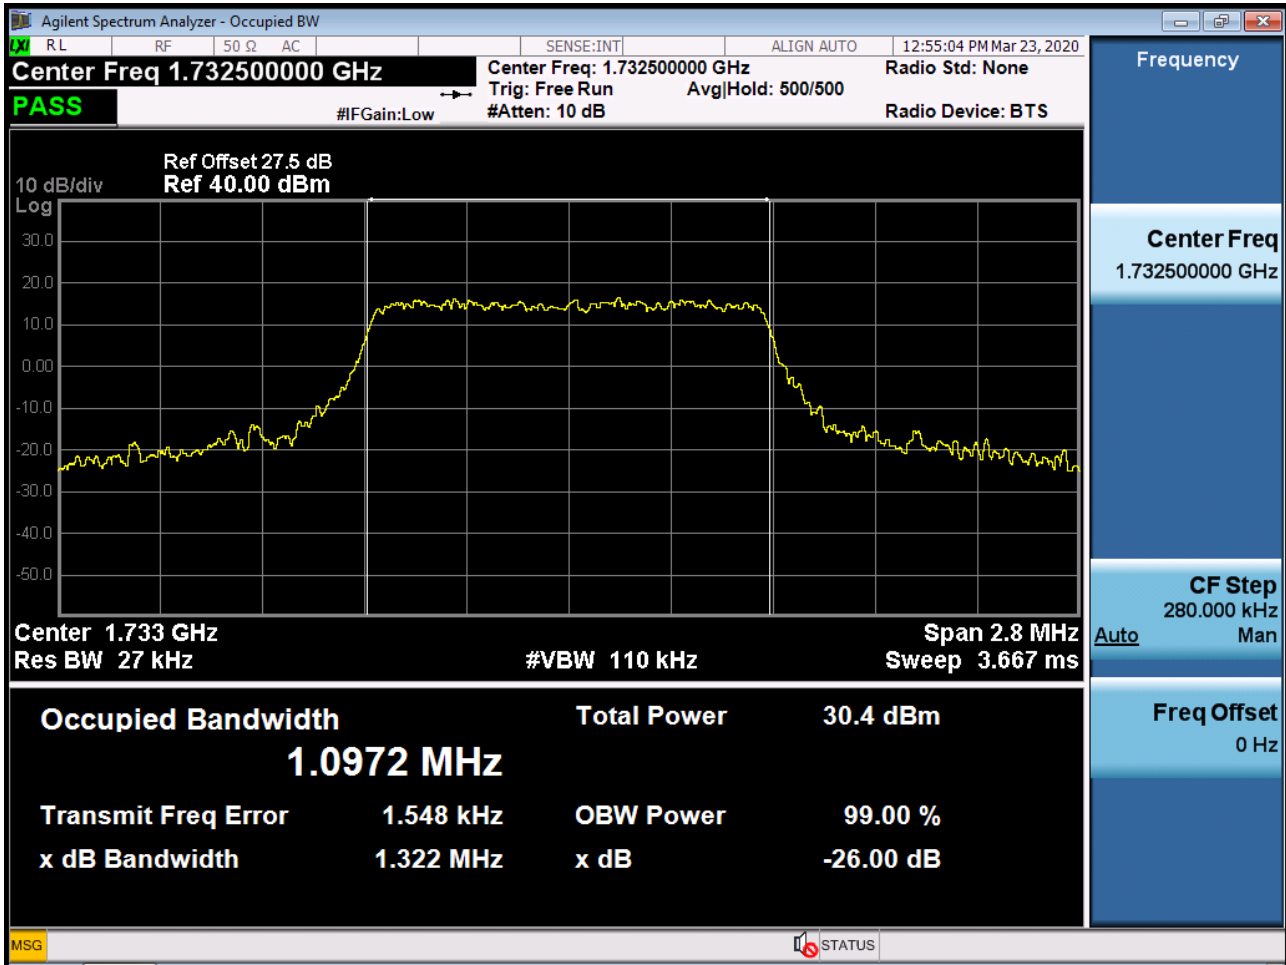 Agilent Spectrum Analyzer - Occupied BW
LXI RL RF 50 Ω AC SENSE:INT ALIGN AUTO 12:55:04 PM Mar 23, 2020
Center Freq 1.732500000 GHz
PASS
#IFGain:Low
Center Freq: 1.732500000 GHz
Trig: Free Run Avg|Hold: 500/500
#Atten: 10 dB
Radio Std: None
Radio Device: BTS
Ref Offset 27.5 dB
10 dB/div Ref 40.00 dBm
Log
30.0
20.0
10.0
0.00
-10.0
-20.0
-30.0
-40.0
-50.0
Center 1.733 GHz Span 2.8 MHz
Res BW 27 kHz #VBW 110 kHz Sweep 3.667 ms
Occupied Bandwidth Total Power 30.4 dBm
1.0972 MHz
Transmit Freq Error 1.548 kHz OBW Power 99.00 %
x dB Bandwidth 1.322 MHz x dB -26.00 dB
Frequency
Center Freq
1.732500000 GHz
CF Step
280.000 kHz
Auto Man
Freq Offset
0 Hz
MSG STATUS